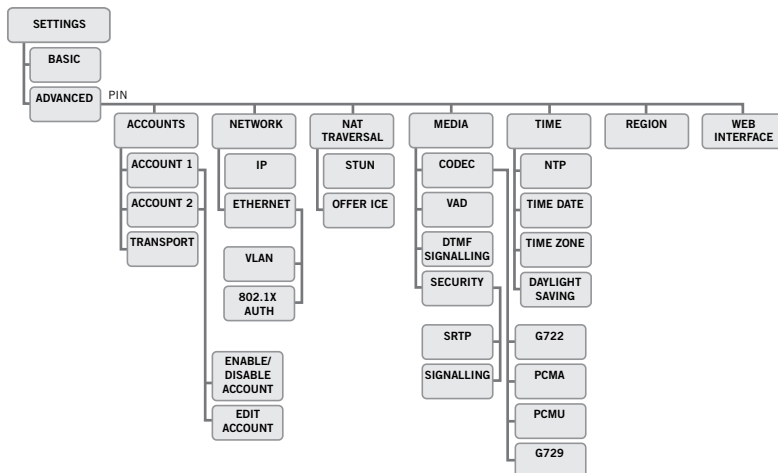 SETTINGS
BASIC
ADVANCED
PIN
ACCOUNTS
NETWORK
NAT
TRAVERSAL
MEDIA
TIME
REGION
WEB
INTERFACE
ACCOUNT 1
IP
STUN
CODEC
NTP
ACCOUNT 2
ETHERNET
OFFER ICE
VAD
TIME DATE
TRANSPORT
VLAN
DTMF
SIGNALLING
TIME ZONE
802.1X
AUTH
SECURITY
DAYLIGHT
SAVING
SRTP
G722
ENABLE/
DISABLE
ACCOUNT
SIGNALLING
PCMA
EDIT
ACCOUNT
PCMU
G729